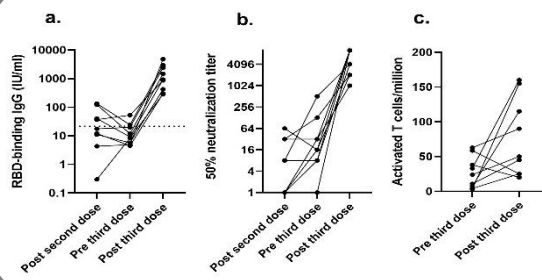 a.
RBD-binding IgG (IU/ml)
10000
1000
100
10
1
0.1
Post second dose
Pre third dose
Post third dose
b.
50% neutralization titer
4096
1024
256
64
16
4
1
Post second dose
Pre third dose
Post third dose
c.
Activated T cells/million
200
150
100
50
0
Pre third dose
Post third dose